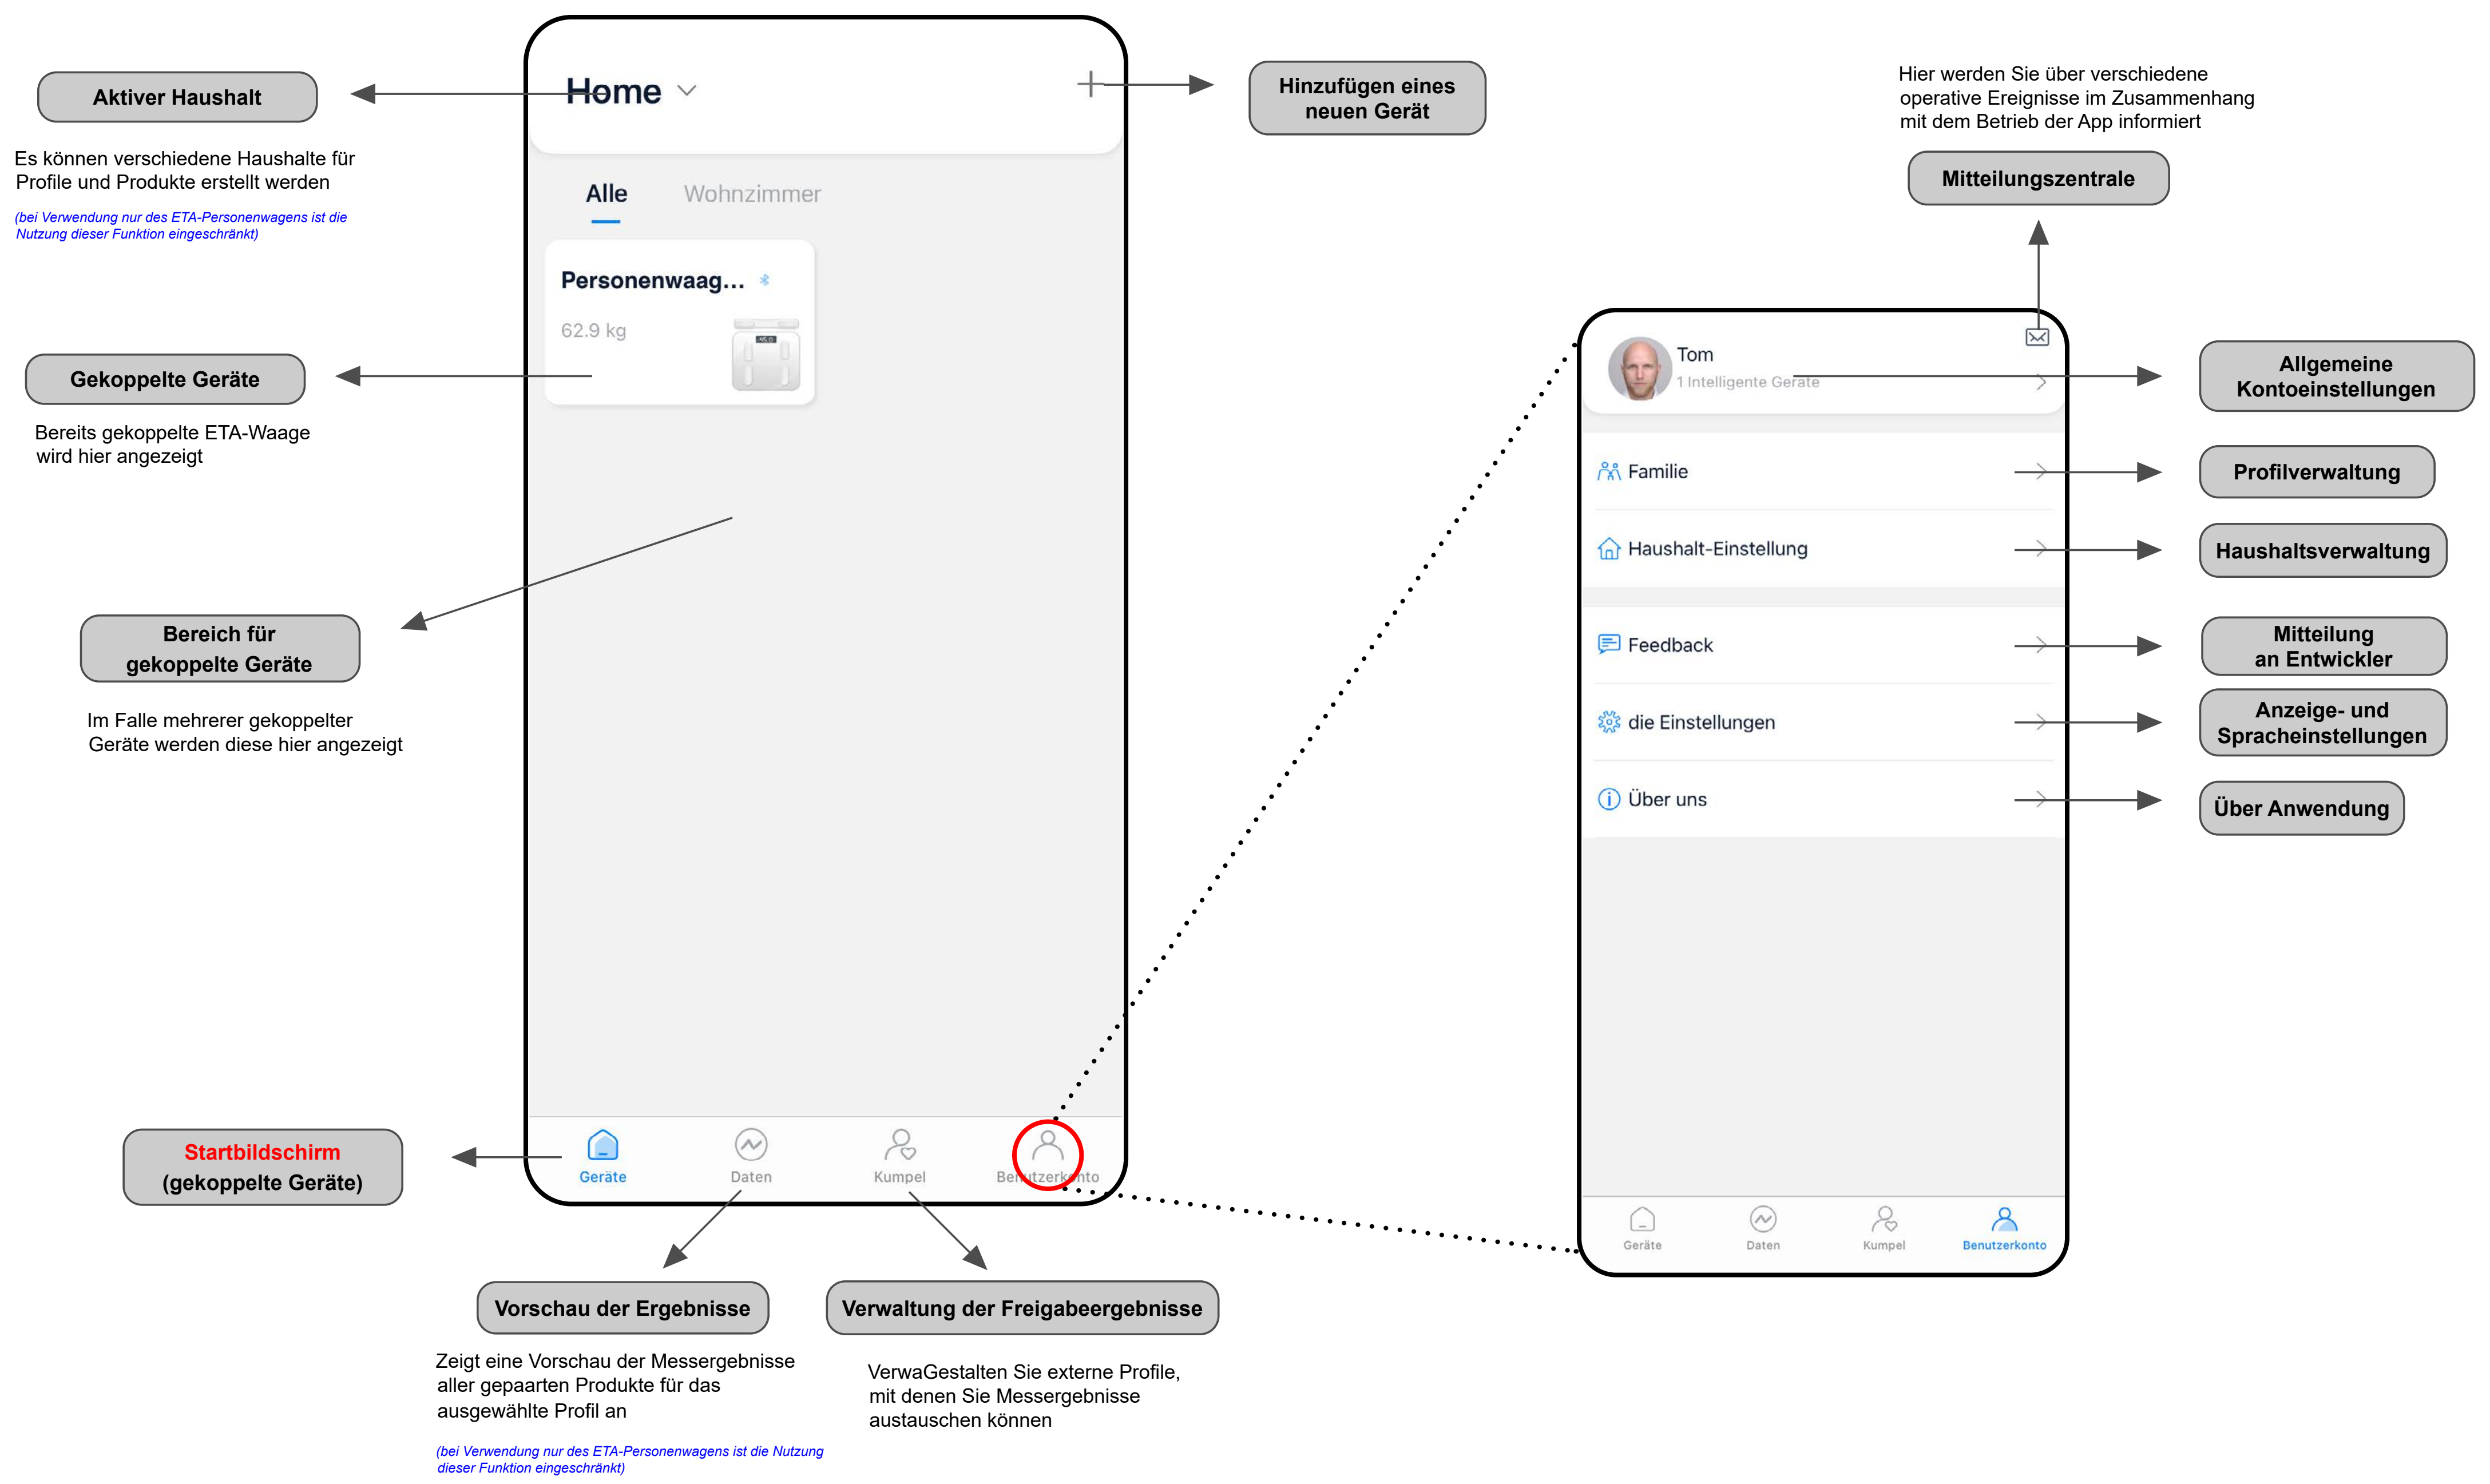 Aktiver Haushalt
Es können verschiedene Haushalte für
Profile und Produkte erstellt werden
(bei Verwendung nur des ETA-Personenwagens ist die
Nutzung dieser Funktion eingeschränkt)
Gekoppelte Geräte
Bereits gekoppelte ETA-Waage
wird hier angezeigt
Bereich für
gekoppelte Geräte
Im Falle mehrerer gekoppelter
Geräte werden diese hier angezeigt
Startbildschirm
(gekoppelte Geräte)
Home
Alle Wohnzimmer
Personenwaag...
62.9 kg
45.0
Geräte Daten Kumpel Benutzerkonto
Hinzufügen eines
neuen Gerät
Vorschau der Ergebnisse
Zeigt eine Vorschau der Messergebnisse
aller gepaarten Produkte für das
ausgewählte Profil an
(bei Verwendung nur des ETA-Personenwagens ist die Nutzung
dieser Funktion eingeschränkt)
Verwaltung der Freigabeergebnisse
VerwaGestalten Sie externe Profile,
mit denen Sie Messergebnisse
austauschen können
Hier werden Sie über verschiedene
operative Ereignisse im Zusammenhang
mit dem Betrieb der App informiert
Mitteilungszentrale
Tom
1 Intelligente Geräte
Familie
Haushalt-Einstellung
Feedback
die Einstellungen
Über uns
Geräte Daten Kumpel Benutzerkonto
Allgemeine
Kontoeinstellungen
Profilverwaltung
Haushaltsverwaltung
Mitteilung
an Entwickler
Anzeige- und
Spracheinstellungen
Über Anwendung